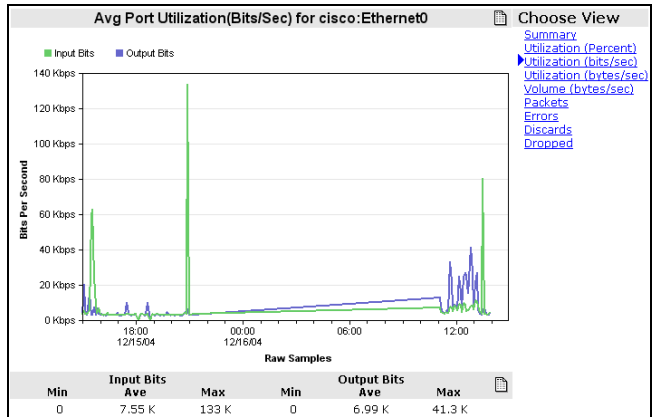 Avg Port Utilization(Bits/Sec) for cisco:Ethernet0
Choose View
Summary
Utilization (Percent)
Utilization (bits/sec)
Utilization (bytes/sec)
Volume (bytes/sec)
Packets
Errors
Discards
Dropped
Input Bits Output Bits
Bits Per Second
140 Kbps
120 Kbps
100 Kbps
80 Kbps
60 Kbps
40 Kbps
20 Kbps
0 Kbps
18:00 00:00 06:00 12:00
12/15/04 12/16/04
Raw Samples
Input Bits Output Bits
Min Ave Max Min Ave Max
0 7.55 K 133 K 0 6.99 K 41.3 K